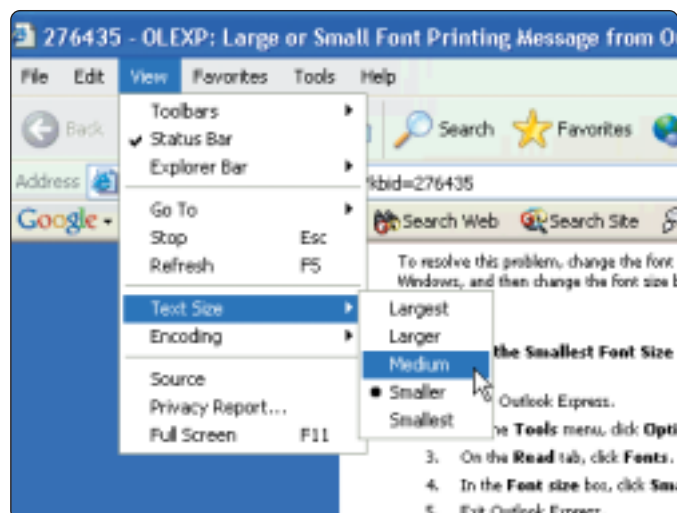 276435 - OLEXP: Large or Small Font Printing Message from O
File Edit View Favorites Tools Help
Back Search Favorites
Address kbid=276435
Google Search Web Search Site
Toolbars
Status Bar
Explorer Bar
Go To
Stop Esc
Refresh F5
Text Size
Encoding
Source
Privacy Report...
Full Screen F11
Largest
Larger
Medium
Smaller
Smallest
To resolve this problem, change the font
Windows, and then change the font size b
the Smallest Font Size
Outlook Express.
Tools menu, click Opti
3. On the Read tab, click Fonts.
4. In the Font size box, click Sma
5. Exit Outlook Express.